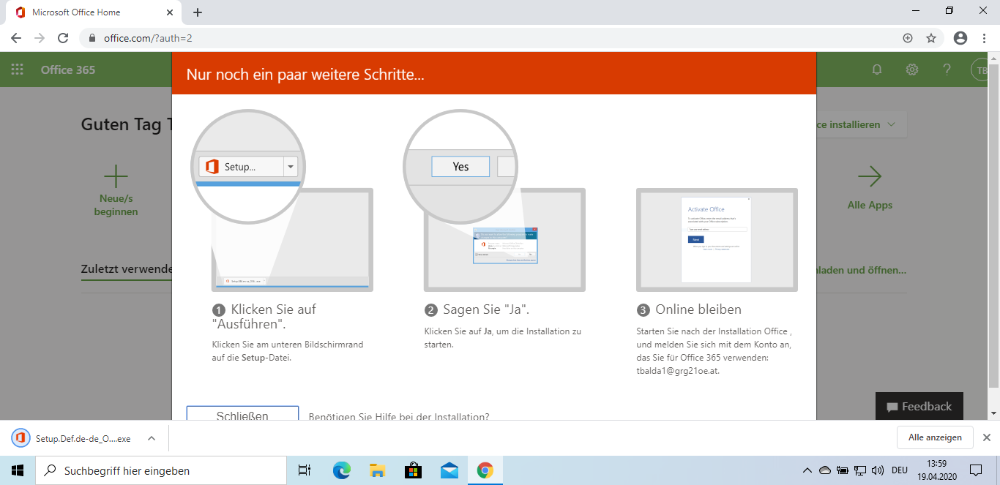 Microsoft Office Home
office.com/?auth=2
Office 365
Nur noch ein paar weitere Schritte...
TB
Guten Tag
ce installieren
Setup...
Yes
Neue/s
beginnen
Alle Apps
Activate Office
Next
Zuletzt verwende
laden und öffnen...
1 Klicken Sie auf
"Ausführen".
Klicken Sie am unteren Bildschirmrand
auf die Setup-Datei.
2 Sagen Sie "Ja".
Klicken Sie auf Ja, um die Installation zu
starten.
3 Online bleiben
Starten Sie nach der Installation Office ,
und melden Sie sich mit dem Konto an,
das Sie für Office 365 verwenden:
tbalda1@grg21oe.at.
Feedback
Schließen
Benötigen Sie Hilfe bei der Installation?
Setup.Def.de-de_O....exe
Alle anzeigen
Suchbegriff hier eingeben
DEU
13:59
19.04.2020